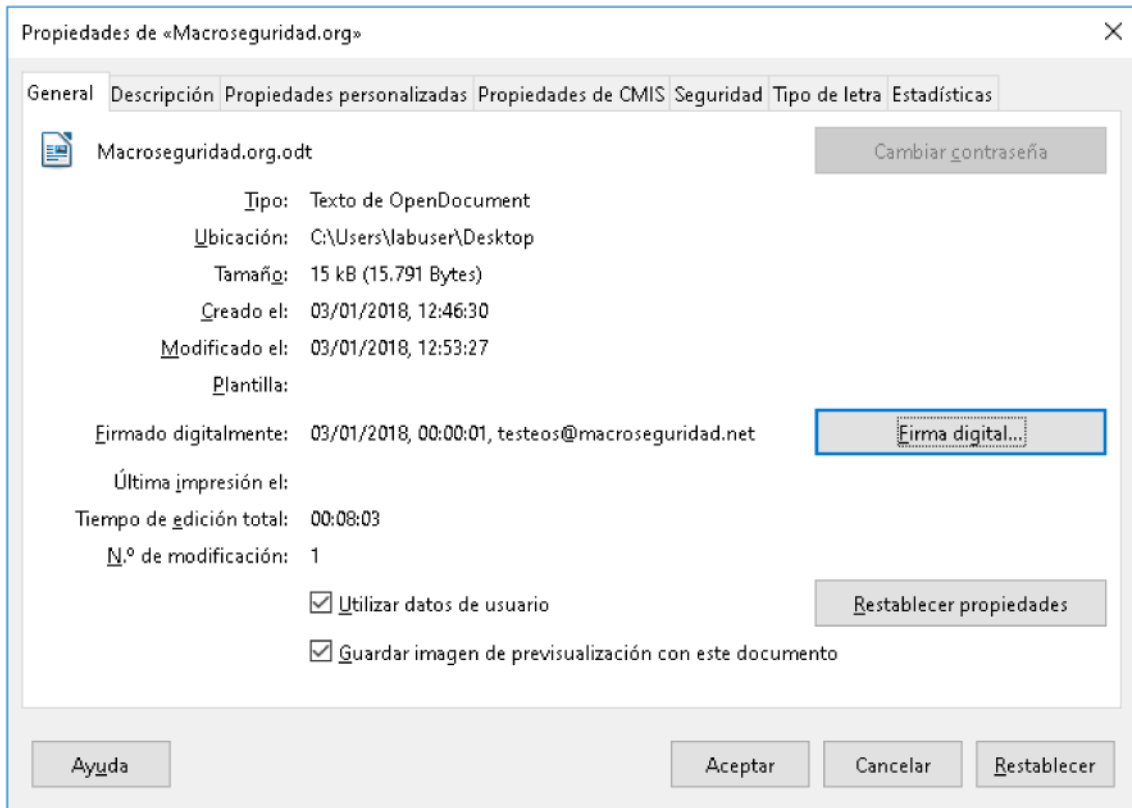 Propiedades de «Macroseguridad.org»
General Descripción Propiedades personalizadas Propiedades de CMIS Seguridad Tipo de letra Estadísticas
Macroseguridad.org.odt Cambiar contraseña
Tipo: Texto de OpenDocument
Ubicación: C:\Users\labuser\Desktop
Tamaño: 15 kB (15.791 Bytes)
Creado el: 03/01/2018, 12:46:30
Modificado el: 03/01/2018, 12:53:27
Plantilla:
Firmado digitalmente: 03/01/2018, 00:00:01, testeos@macroseguridad.net Firma digital...
Última impresión el:
Tiempo de edición total: 00:08:03
N.º de modificación: 1
Utilizar datos de usuario Restablecer propiedades
Guardar imagen de previsualización con este documento
Ayuda Aceptar Cancelar Restablecer